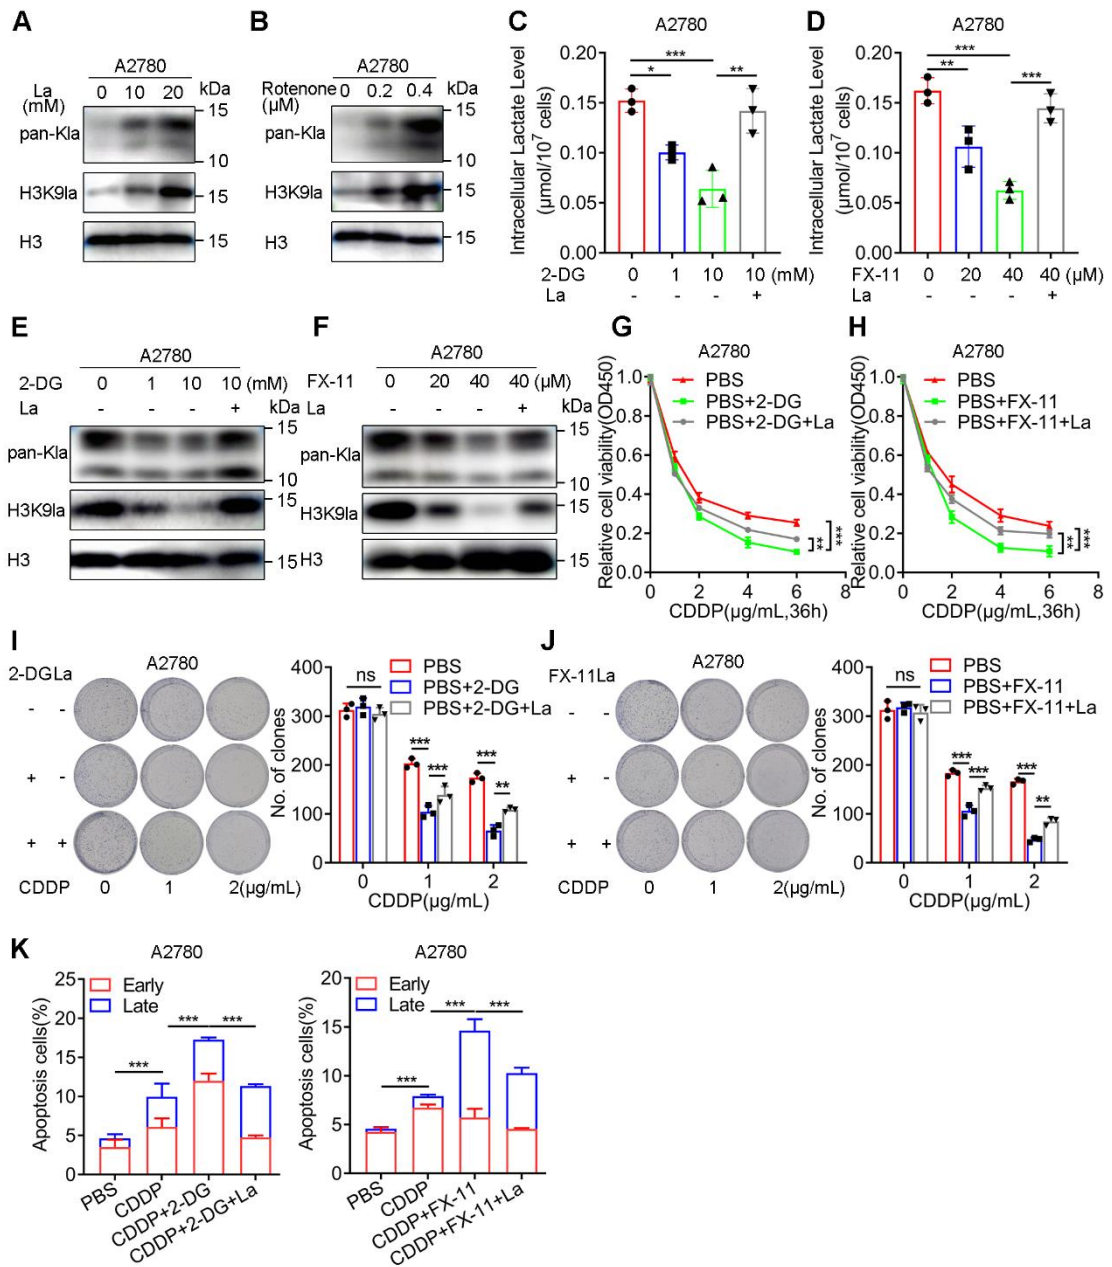 A
A2780
La
(mM)
0 10 20 kDa
pan-Kla
15
10
H3K9la
15
H3
15
B
A2780
Rotenone
(µM)
0 0.2 0.4 kDa
pan-Kla
15
10
H3K9la
15
H3
15
C
A2780
Intracellular Lactate Level
(µmol/10⁷ cells)
0.20
0.15
0.10
0.05
0.00
***
* **
2-DG 0 1 10 10 (mM)
La - - - +
D
A2780
Intracellular Lactate Level
(µmol/10⁷ cells)
0.20
0.15
0.10
0.05
0.00
***
** ***
FX-11 0 20 40 40 (µM)
La - - - +
E
A2780
2-DG 0 1 10 10 (mM)
La - - - + kDa
pan-Kla
15
10
H3K9la
15
H3
15
F
A2780
FX-11 0 20 40 40 (µM)
La - - - + kDa
pan-Kla
15
10
H3K9la
15
H3
15
G
A2780
Relative cell viability(OD450)
1.0
0.8
0.6
0.4
0.2
0.0
PBS
PBS+2-DG
PBS+2-DG+La
**
***
0 2 4 6 8
CDDP(µg/mL,36h)
H
A2780
Relative cell viability(OD450)
1.0
0.8
0.6
0.4
0.2
0.0
PBS
PBS+FX-11
PBS+FX-11+La
**
***
0 2 4 6 8
CDDP(µg/mL,36h)
I
2-DG La A2780
- -
+ -
+ +
CDDP 0 1 2(µg/mL)
No. of clones
400
300
200
100
0
PBS
PBS+2-DG
PBS+2-DG+La
ns
*** ***
*** **
0 1 2
CDDP(µg/mL)
J
FX-11 La A2780
- -
+ -
+ +
CDDP 0 1 2(µg/mL)
No. of clones
400
300
200
100
0
PBS
PBS+FX-11
PBS+FX-11+La
ns
*** ***
*** **
0 1 2
CDDP(µg/mL)
K
A2780
Apoptosis cells(%)
25
20
15
10
5
0
Early
Late
*** *** ***
PBS
CDDP
CDDP+2-DG
CDDP+2-DG+La
A2780
Apoptosis cells(%)
20
15
10
5
0
Early
Late
*** *** ***
PBS
CDDP
CDDP+FX-11
CDDP+FX-11+La